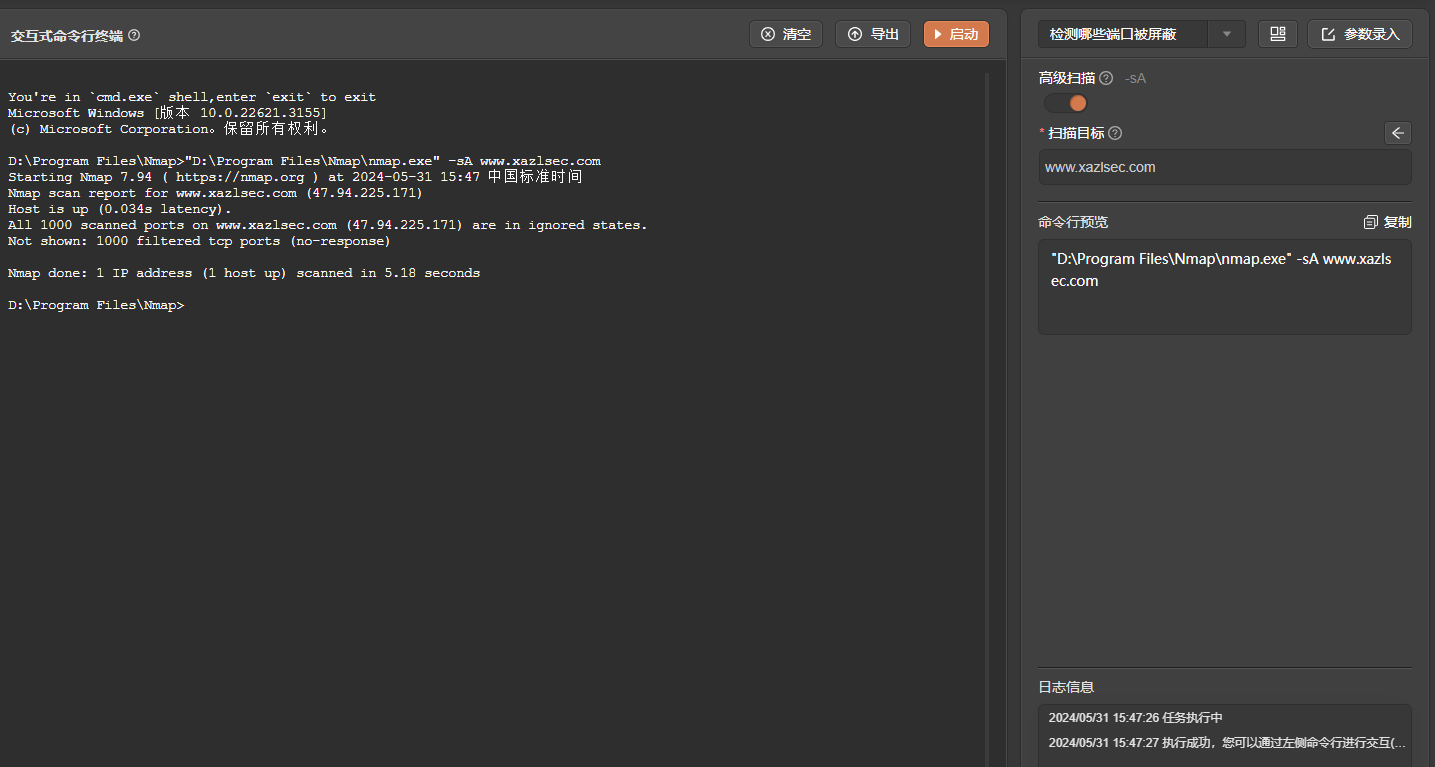 交互式命令行终端
清空
导出
启动
You're in `cmd.exe` shell,enter `exit` to exit
Microsoft Windows [版本 10.0.22621.3155]
(c) Microsoft Corporation。保留所有权利。
D:\Program Files\Nmap>"D:\Program Files\Nmap\nmap.exe" -sA www.xazlsec.com
Starting Nmap 7.94 ( https://nmap.org ) at 2024-05-31 15:47 中国标准时间
Nmap scan report for www.xazlsec.com (47.94.225.171)
Host is up (0.034s latency).
All 1000 scanned ports on www.xazlsec.com (47.94.225.171) are in ignored states.
Not shown: 1000 filtered tcp ports (no-response)
Nmap done: 1 IP address (1 host up) scanned in 5.18 seconds
D:\Program Files\Nmap>
检测哪些端口被屏蔽
参数录入
高级扫描 -sA
* 扫描目标
www.xazlsec.com
命令行预览
复制
"D:\Program Files\Nmap\nmap.exe" -sA www.xazls
ec.com
日志信息
2024/05/31 15:47:26 任务执行中
2024/05/31 15:47:27 执行成功，您可以通过左侧命令行进行交互(...